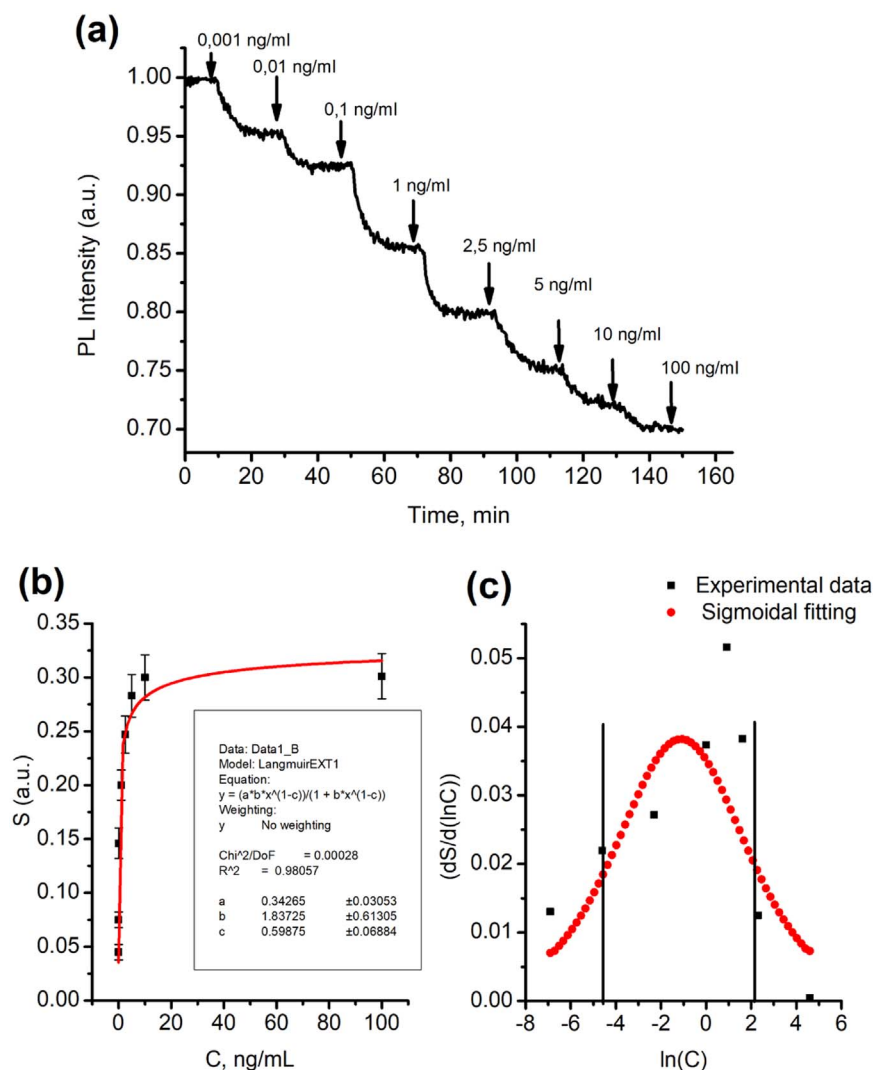 (a)
0,001 ng/ml
0,01 ng/ml
0,1 ng/ml
1 ng/ml
2,5 ng/ml
5 ng/ml
10 ng/ml
100 ng/ml
PL Intensity (a.u.)
1.00
0.95
0.90
0.85
0.80
0.75
0.70
0 20 40 60 80 100 120 140 160
Time, min
(b)
S (a.u.)
0.35
0.30
0.25
0.20
0.15
0.10
0.05
0.00
Data: Data1_B
Model: LangmuirEXT1
Equation:
y = (a*b*x^(1-c))/(1 + b*x^(1-c))
Weighting:
y No weighting
Chi^2/DoF = 0.00028
R^2 = 0.98057
a 0.34265 ±0.03053
b 1.83725 ±0.61305
c 0.59875 ±0.06884
0 20 40 60 80 100
C, ng/mL
(c)
Experimental data
Sigmoidal fitting
(dS/d(lnC))
0.05
0.04
0.03
0.02
0.01
0.00
-8 -6 -4 -2 0 2 4 6
ln(C)